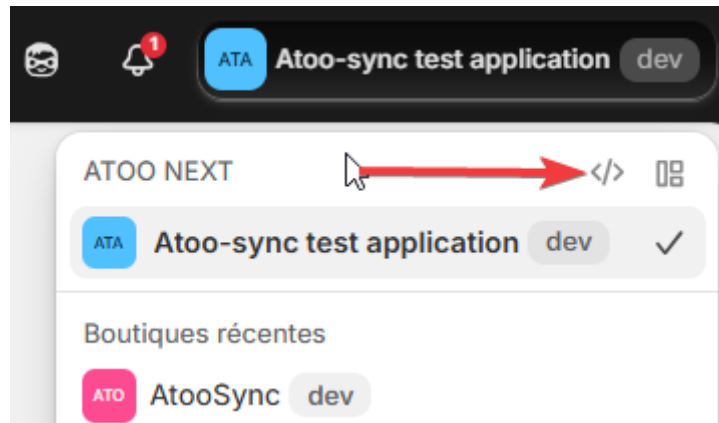 1
ATA Atoo-sync test application dev
ATOO NEXT </>
ATA Atoo-sync test application dev
Boutiques récentes
ATO AtooSync dev